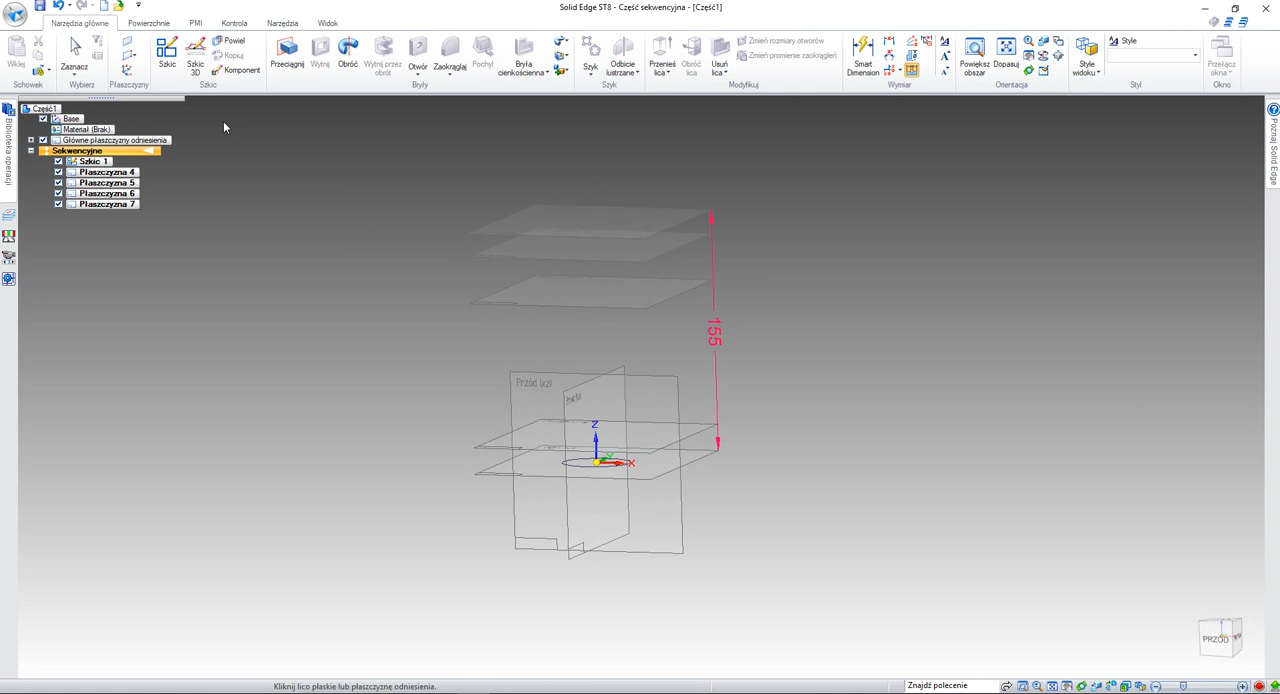 Solid Edge ST8 - Część sekwencyjna - [Część1]
Narzędzia główne Powierzchnie PMI Kontrola Narzędzia Widok
Wklej
Schowek
Zaznacz
Wybierz
Płaszczyzny
Szkic
3D
Powiel
Kopiuj
Komponent
Szkic
Przeciągnij
Wytnij
Obróć
Wytnij przez obrót
Otwór
Zaokrąglaj
Pochyl
Bryła cienkościenna
Bryły
Szyk
Odbicie lustrzane
Szyk
Przenieś lica
Obróć lica
Usuń lica
Zmień rozmiary otworów
Zmień promienie zaokrągleń
Modyfikuj
Smart Dimension
Wymiar
Powiększ obszar
Dopasuj
Orientacja
Style widoku
Style
Styl
Przełącz okna
Okno
Biblioteka operacji
Część1
Base
Materiał (Brak)
Główne płaszczyzny odniesienia
Sekwencyjne
Szkic 1
Płaszczyzna 4
Płaszczyzna 5
Płaszczyzna 6
Płaszczyzna 7
Poznaj Solid Edge
155
Przód (xz)
Z
Y
X
PRZÓD
Kliknij lico płaskie lub płaszczyznę odniesienia.
Znajdź polecenie